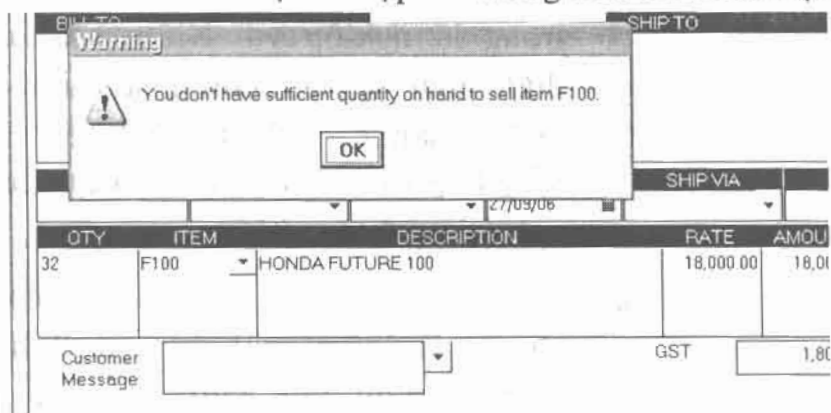 BILL TO
SHIP TO
Warning
You don't have sufficient quantity on hand to sell item F100.
OK
SHIP VIA
27/09/06
QTY ITEM DESCRIPTION RATE AMOU
32 F100 HONDA FUTURE 100 18,000.00 18,00
Customer Message
GST 1,80